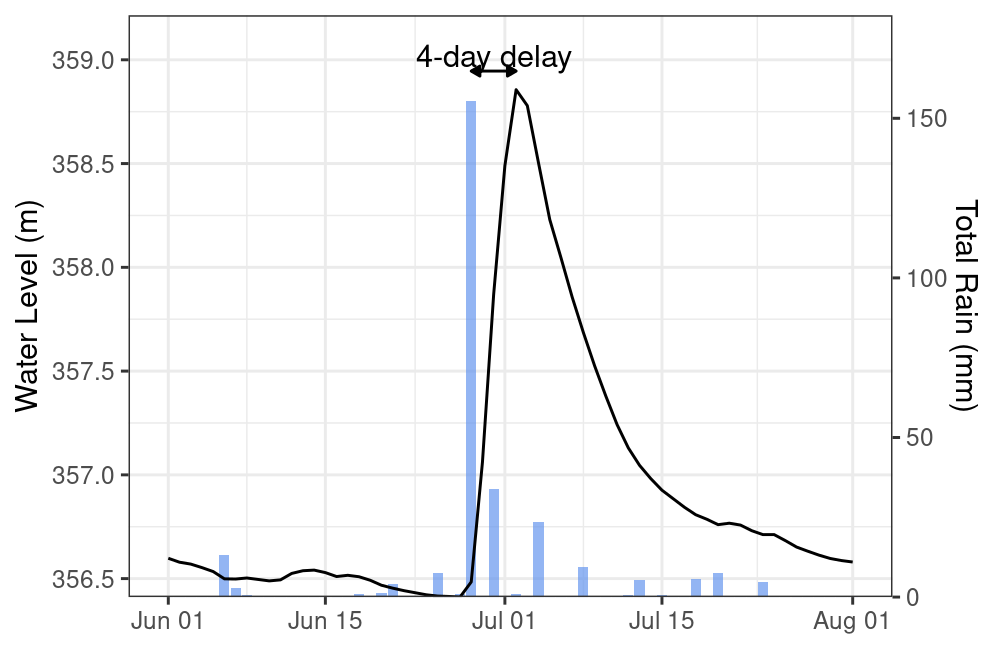 4-day delay
359.0
358.5
358.0
357.5
357.0
356.5
Water Level (m)
150
100
50
0
Total Rain (mm)
Jun 01
Jun 15
Jul 01
Jul 15
Aug 01